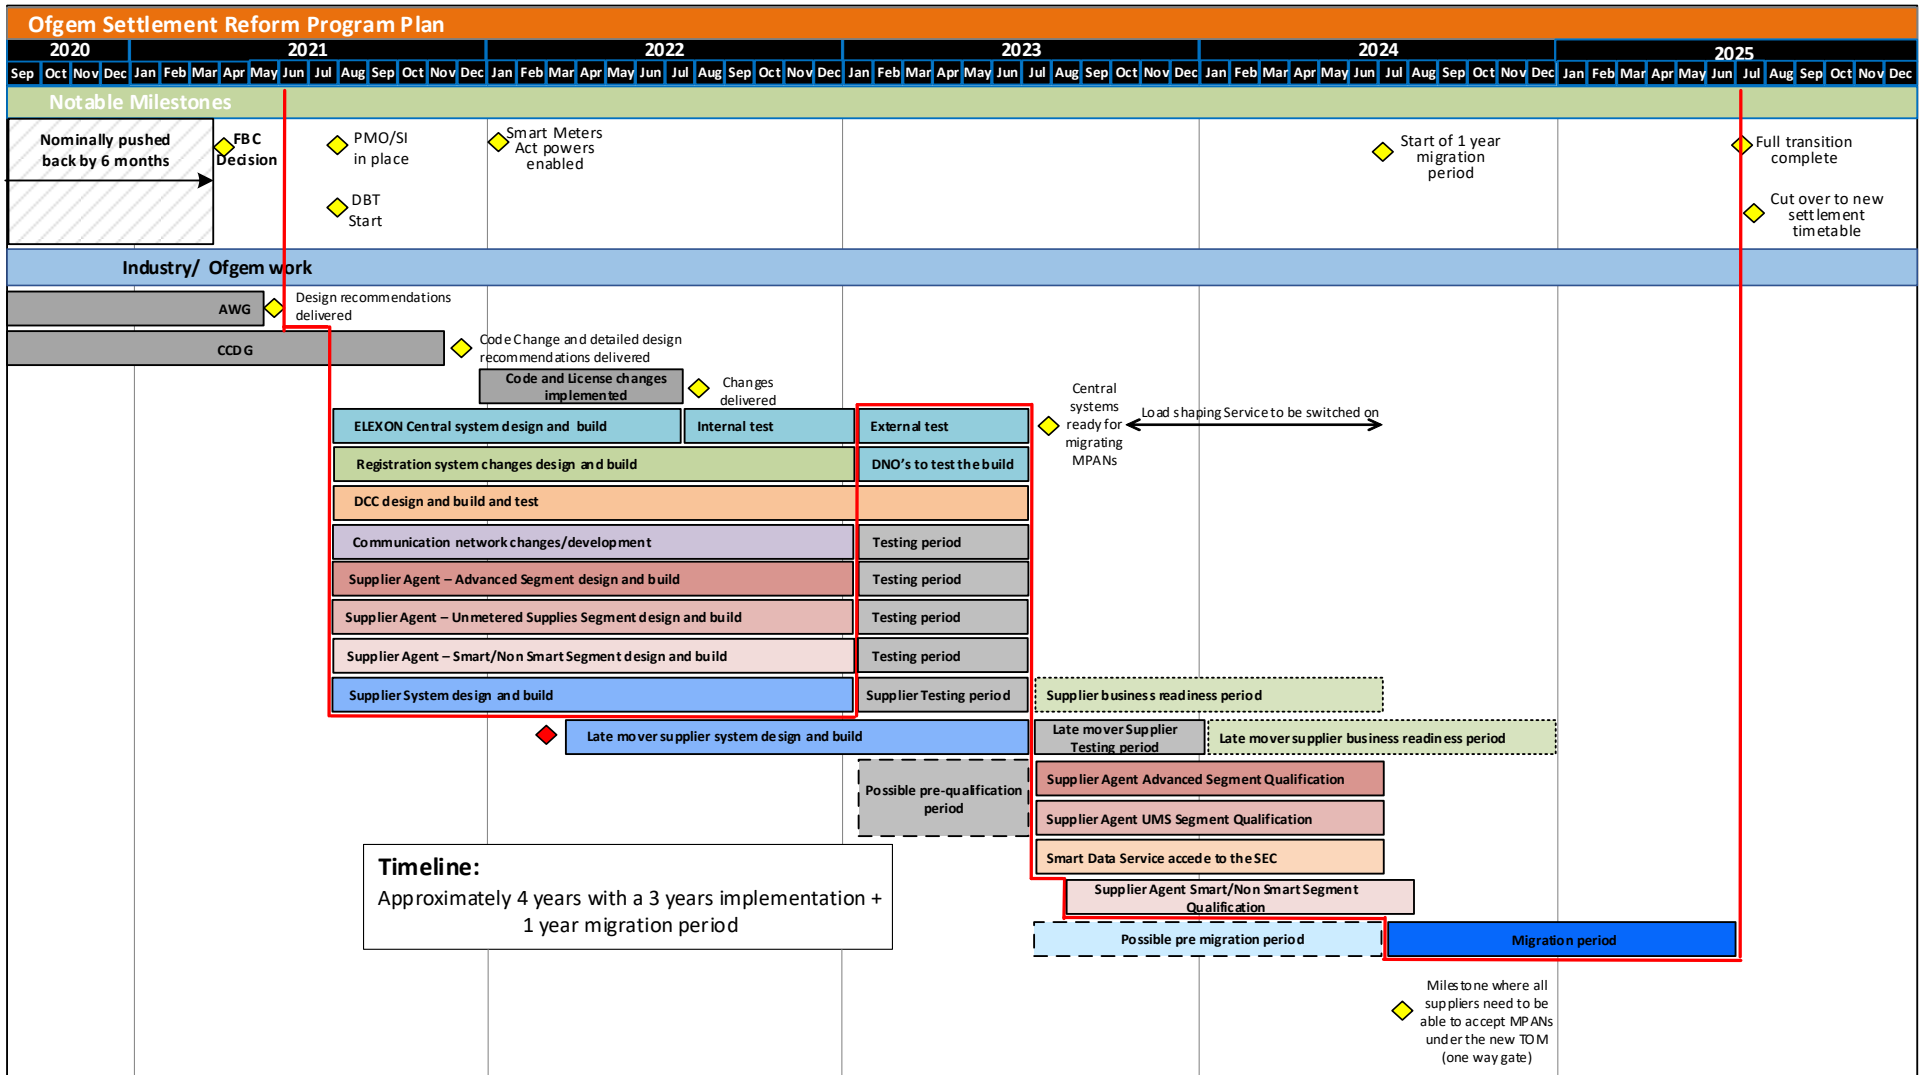 Ofgem Settlement Reform Program Plan
2020 2021 2022 2023 2024 2025
Sep Oct Nov Dec Jan Feb Mar Apr May Jun Jul Aug Sep Oct Nov Dec Jan Feb Mar Apr May Jun Jul Aug Sep Oct Nov Dec Jan Feb Mar Apr May Jun Jul Aug Sep Oct Nov Dec Jan Feb Mar Apr May Jun Jul Aug Sep Oct Nov Dec Jan Feb Mar Apr May Jun Jul Aug Sep Oct Nov Dec
Notable Milestones
Nominally pushed
back by 6 months
FBC
Decision
PMO/SI
in place
DBT
Start
Smart Meters
Act powers
enabled
Start of 1 year
migration
period
Full transition
complete
Cut over to new
settlement
timetable
Industry/ Ofgem work
AWG
Design recommendations
delivered
CCDG
Code Change and detailed design
recommendations delivered
Code and License changes
implemented
Changes
delivered
Central
systems
ready for
migrating
MPANs
Load shaping Service to be switched on
ELEXON Central system design and build
Internal test
External test
Registration system changes design and build
DNO's to test the build
DCC design and build and test
Communication network changes/development
Testing period
Supplier Agent – Advanced Segment design and build
Testing period
Supplier Agent – Unmetered Supplies Segment design and build
Testing period
Supplier Agent – Smart/Non Smart Segment design and build
Testing period
Supplier System design and build
Supplier Testing period
Supplier business readiness period
Late mover supplier system design and build
Late mover Supplier
Testing period
Late mover supplier business readiness period
Possible pre-qualification
period
Supplier Agent Advanced Segment Qualification
Supplier Agent UMS Segment Qualification
Smart Data Service accede to the SEC
Supplier Agent Smart/Non Smart Segment
Qualification
Timeline:
Approximately 4 years with a 3 years implementation +
1 year migration period
Possible pre migration period
Migration period
Milestone where all
suppliers need to be
able to accept MPANs
under the new TOM
(one way gate)